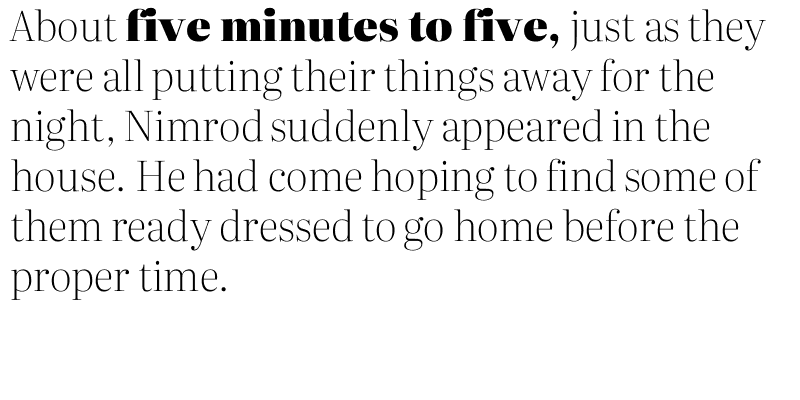 About five minutes to five, just as they
were all putting their things away for the
night, Nimrod suddenly appeared in the
house. He had come hoping to find some of
them ready dressed to go home before the
proper time.